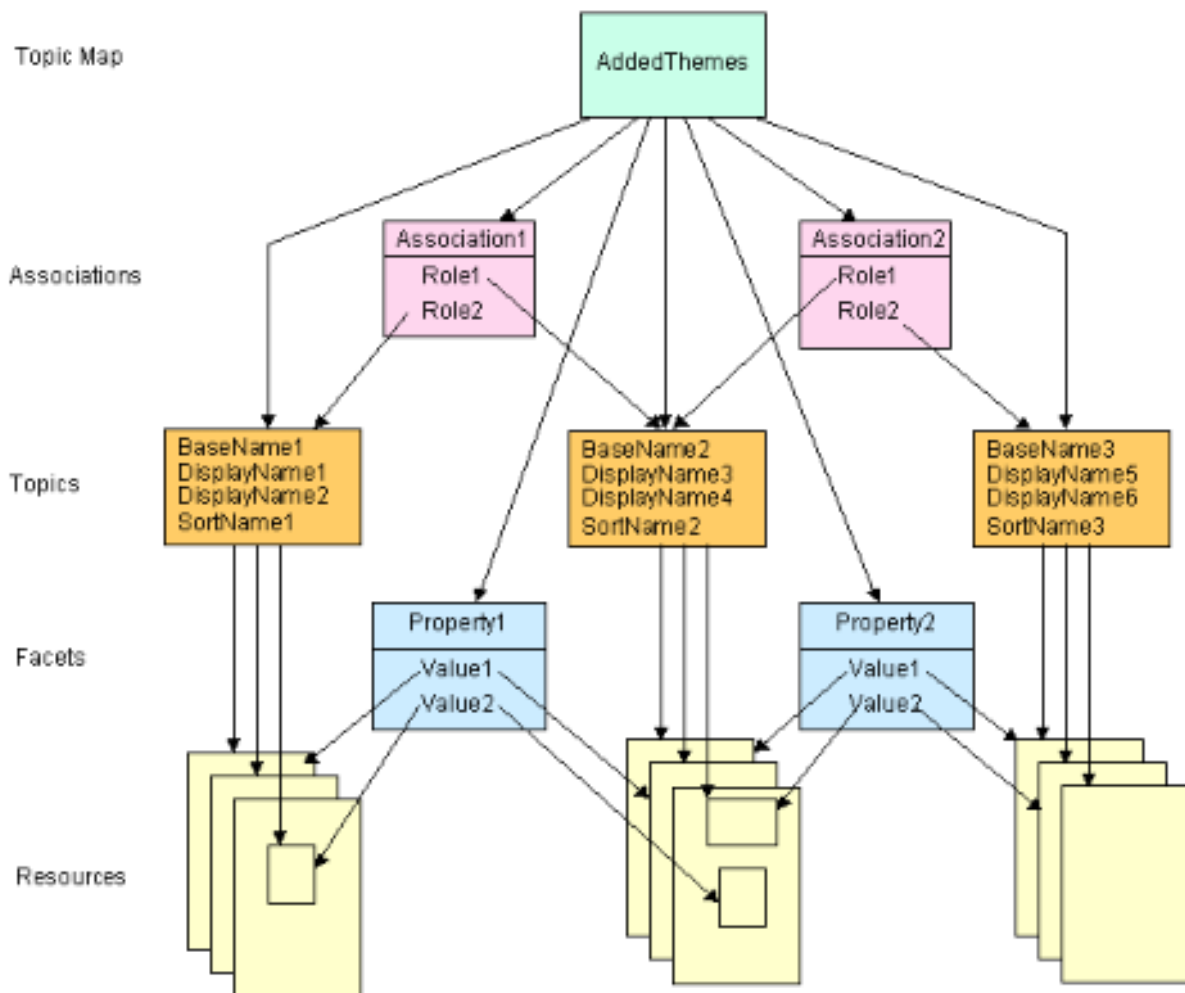 Topic Map
AddedThemes
Associations
Association1
Role1
Role2
Association2
Role1
Role2
Topics
BaseName1
DisplayName1
DisplayName2
SortName1
BaseName2
DisplayName3
DisplayName4
SortName2
BaseName3
DisplayName5
DisplayName6
SortName3
Facets
Property1
Value1
Value2
Property2
Value1
Value2
Resources